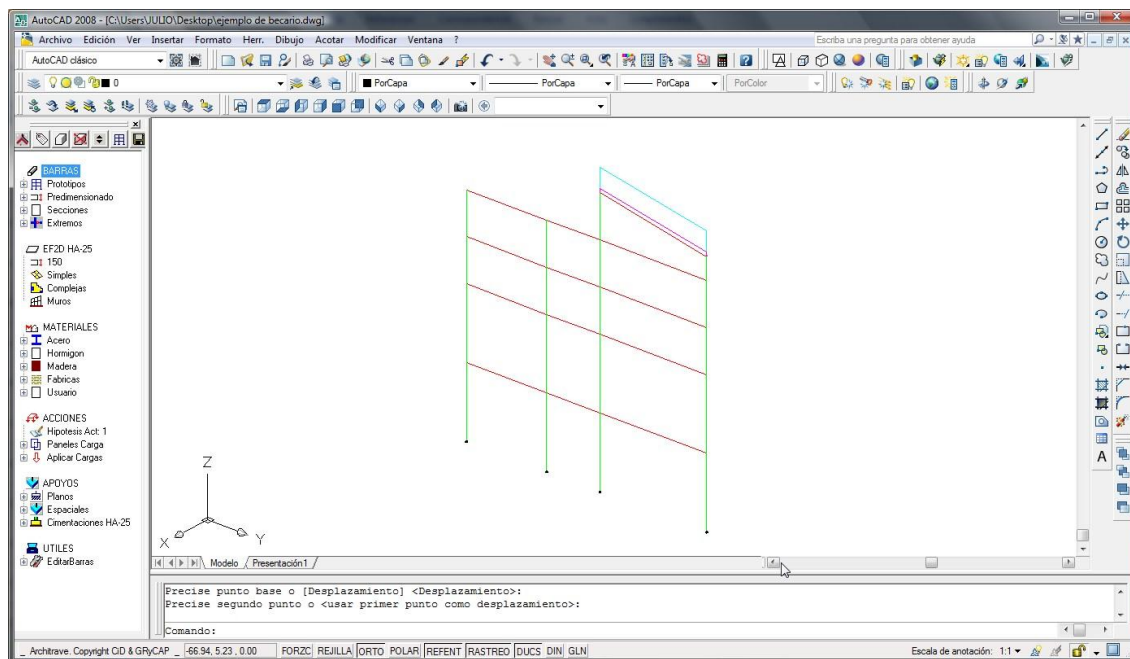 AutoCAD 2008 - [C:\Users\JULIO\Desktop\ejemplo de becario.dwg]
Archivo Edición Ver Insertar Formato Herr. Dibujo Acotar Modificar Ventana ?
Escriba una pregunta para obtener ayuda
AutoCAD clásico
0
PorCapa
PorCapa
PorCapa
PorColor
BARRAS
Prototipos
Predimensionado
Secciones
Extremos
EF2D HA-25
150
Simples
Complejas
Muros
MATERIALES
Acero
Hormigon
Madera
Fabricas
Usuario
ACCIONES
Hipotesis Act: 1
Paneles Carga
Aplicar Cargas
APOYOS
Planos
Espaciales
Cimentaciones HA-25
UTILES
EditarBarras
Z
X
Y
Modelo Presentación1
Precise punto base o [Desplazamiento] <Desplazamiento>:
Precise segundo punto o <usar primer punto como desplazamiento>:
Comando:
_ Architrave. Copyright CiD & GRyCAP _ -66.94, 5.23 , 0.00 FORZC REJILLA ORTO POLAR REFENT RASTREO DUCS DIN GLN Escala de anotación: 1:1